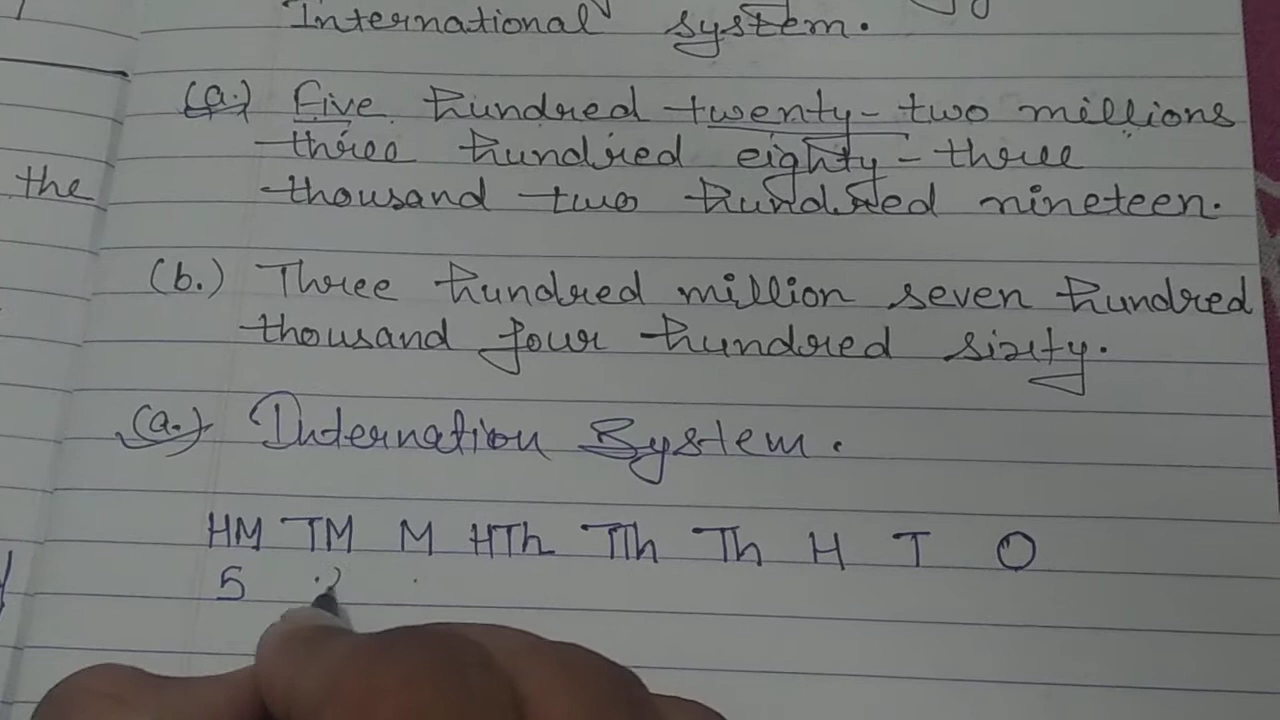 International system.
(a.) Five hundred twenty-two millions
three hundred eighty-three
the
thousand two hundred nineteen.
(b.) Three hundred million seven hundred
thousand four hundred sixty.
(a.) Internation System.
HM TM M HTh TTh Th H T O
5 2